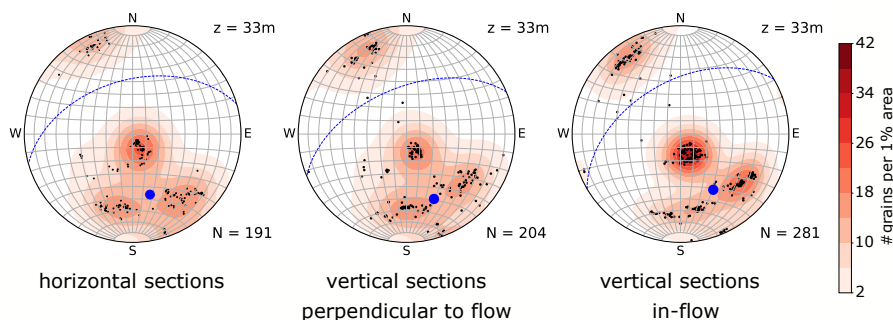 N
z = 33m
W
E
S
N = 191
horizontal sections
N
z = 33m
W
E
S
N = 204
vertical sections
perpendicular to flow
N
z = 33m
W
E
S
N = 281
vertical sections
in-flow
42
34
26
18
10
2
# grains per 1% area